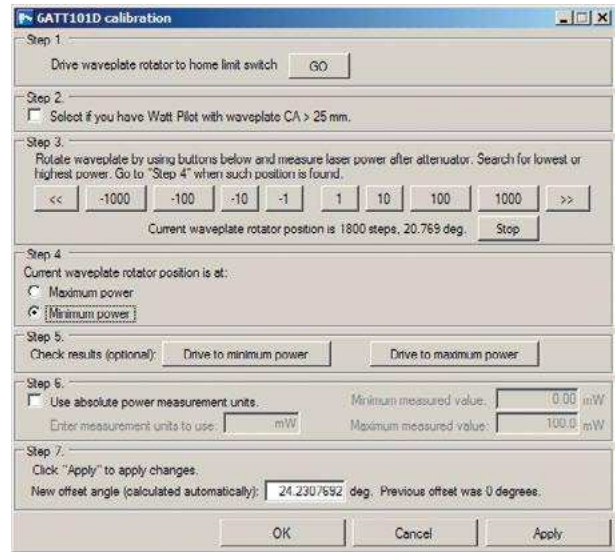 GATT101D calibration
Step 1
Drive waveplate rotator to home limit switch GO
Step 2.
Select if you have Watt Pilot with waveplate CA > 25 mm.
Step 3.
Rotate waveplate by using buttons below and measure laser power after attenuator. Search for lowest or
highest power. Go to "Step 4" when such position is found.
<< -1000 -100 -10 -1 1 10 100 1000 >>
Current waveplate rotator position is 1800 steps, 20.769 deg. Stop
Step 4
Current waveplate rotator position is at:
Maximum power
Minimum power
Step 5.
Check results (optional): Drive to minimum power Drive to maximum power
Step 6.
Use absolute power measurement units. Minimum measured value: 0.00 mW
Enter measurement units to use: mW Maximum measured value: 100.0 mW
Step 7.
Click "Apply" to apply changes.
New offset angle (calculated automatically): 24.2307692 deg. Previous offset was 0 degrees.
OK Cancel Apply